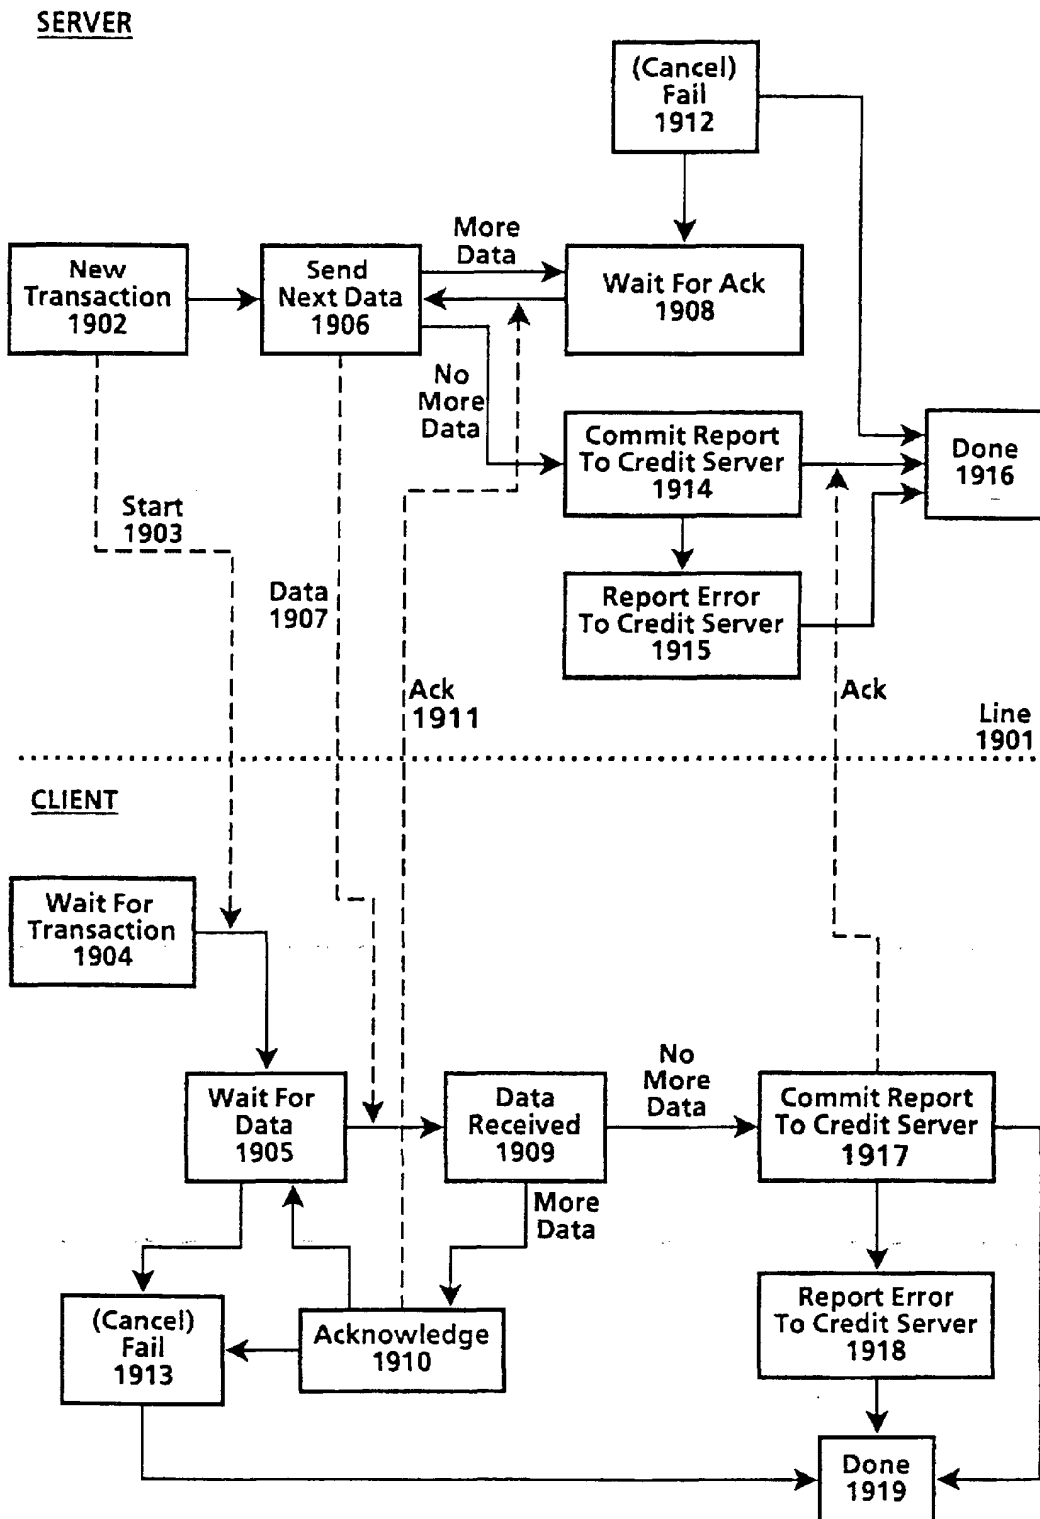 SERVER
(Cancel)
Fail
1912
New
Transaction
1902
Send
Next Data
1906
More
Data
Wait For Ack
1908
No
More
Data
Commit Report
To Credit Server
1914
Done
1916
Start
1903
Data
1907
Report Error
To Credit Server
1915
Ack
1911
Ack
Line
1901
CLIENT
Wait For
Transaction
1904
Wait For
Data
1905
Data
Received
1909
No
More
Data
Commit Report
To Credit Server
1917
More
Data
(Cancel)
Fail
1913
Acknowledge
1910
Report Error
To Credit Server
1918
Done
1919